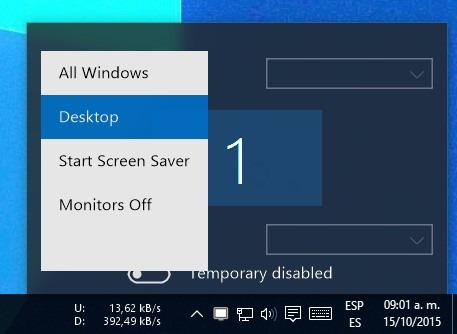 All Windows
Desktop
Start Screen Saver
Monitors Off
1
Temporary disabled
U: 13,62 kB/s
D: 392,49 kB/s
ESP
ES
09:01 a. m.
15/10/2015